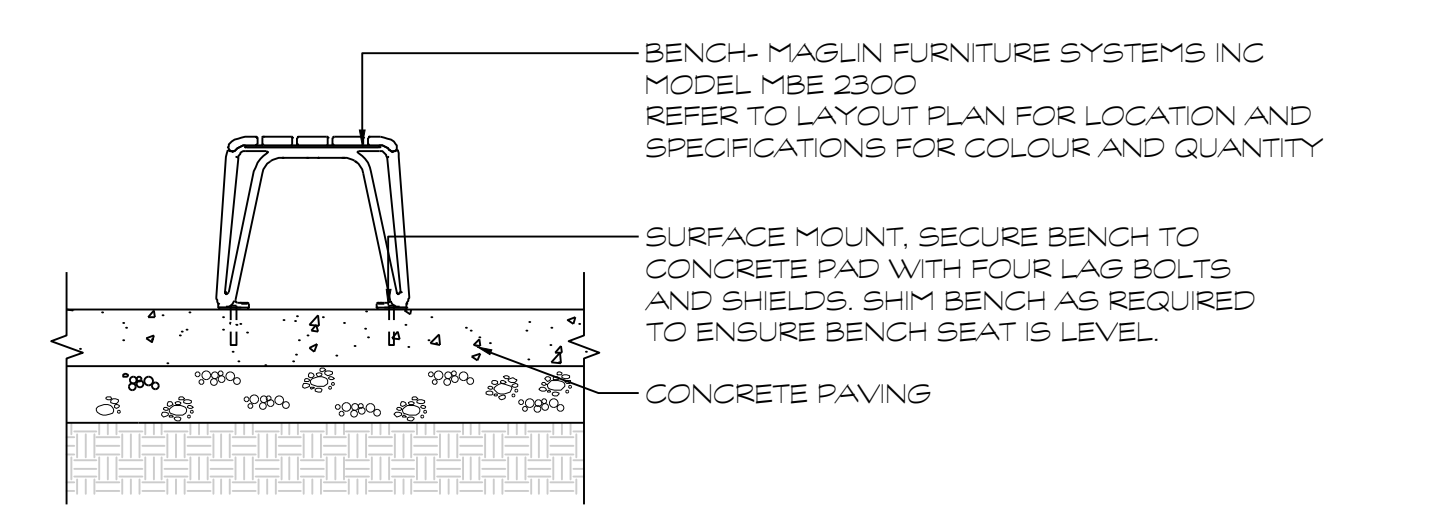 BENCH- MAGLIN FURNITURE SYSTEMS INC
MODEL MBE 2300
REFER TO LAYOUT PLAN FOR LOCATION AND
SPECIFICATIONS FOR COLOUR AND QUANTITY
SURFACE MOUNT, SECURE BENCH TO
CONCRETE PAD WITH FOUR LAG BOLTS
AND SHIELDS. SHIM BENCH AS REQUIRED
TO ENSURE BENCH SEAT IS LEVEL.
CONCRETE PAVING